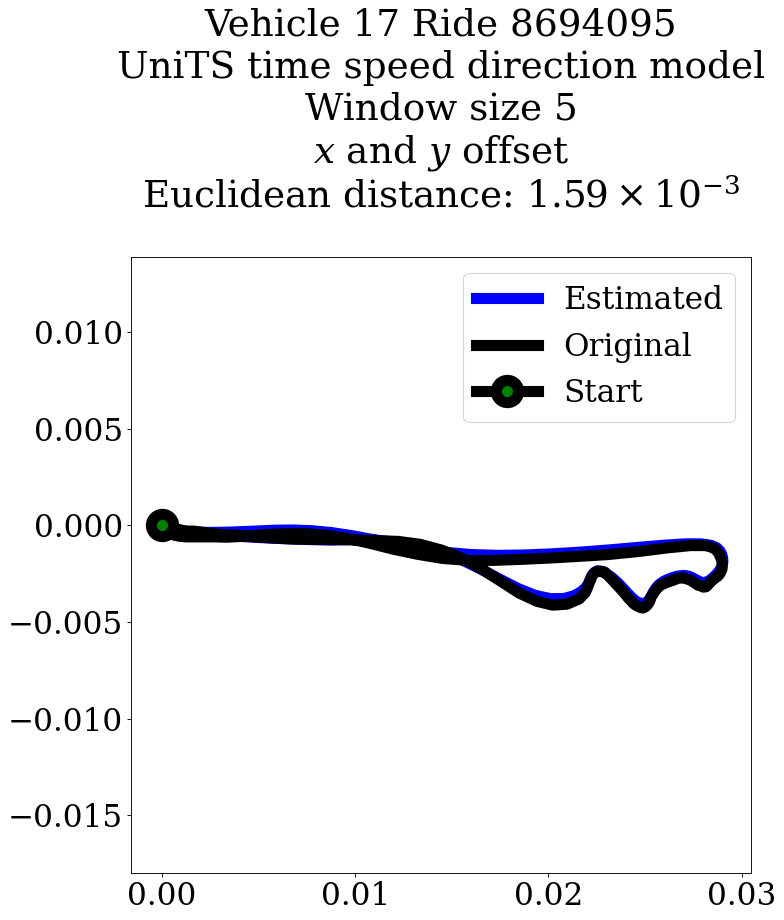 Vehicle 17 Ride 8694095
UniTS time speed direction model
Window size 5
x and y offset
Euclidean distance: 1.59 × 10⁻³
Estimated
Original
Start
0.010
0.005
0.000
−0.005
−0.010
−0.015
0.00 0.01 0.02 0.03